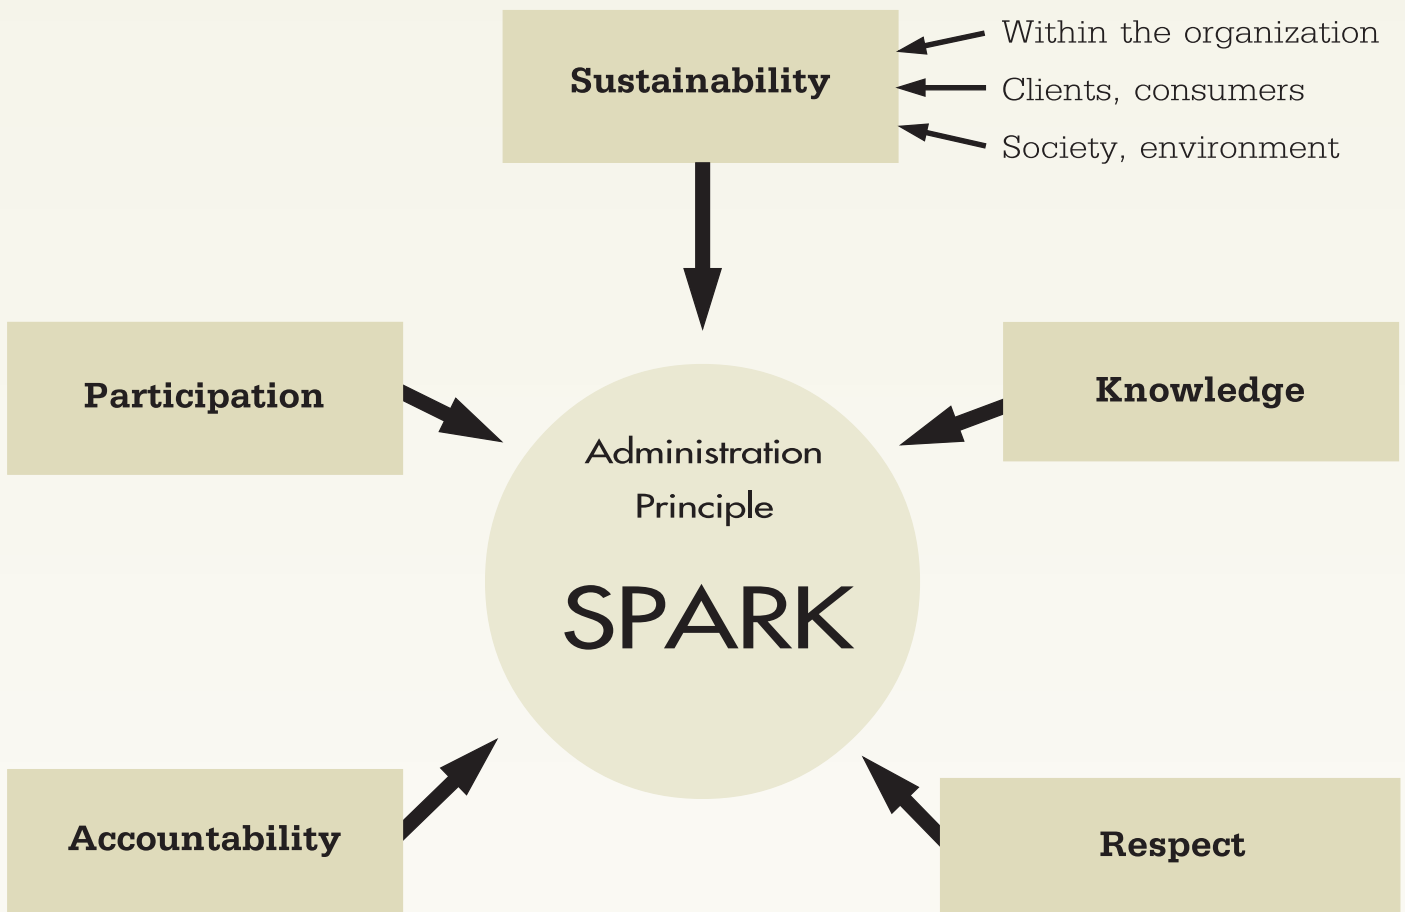 Sustainability
Within the organization
Clients, consumers
Society, environment
Participation
Knowledge
Administration
Principle
SPARK
Accountability
Respect